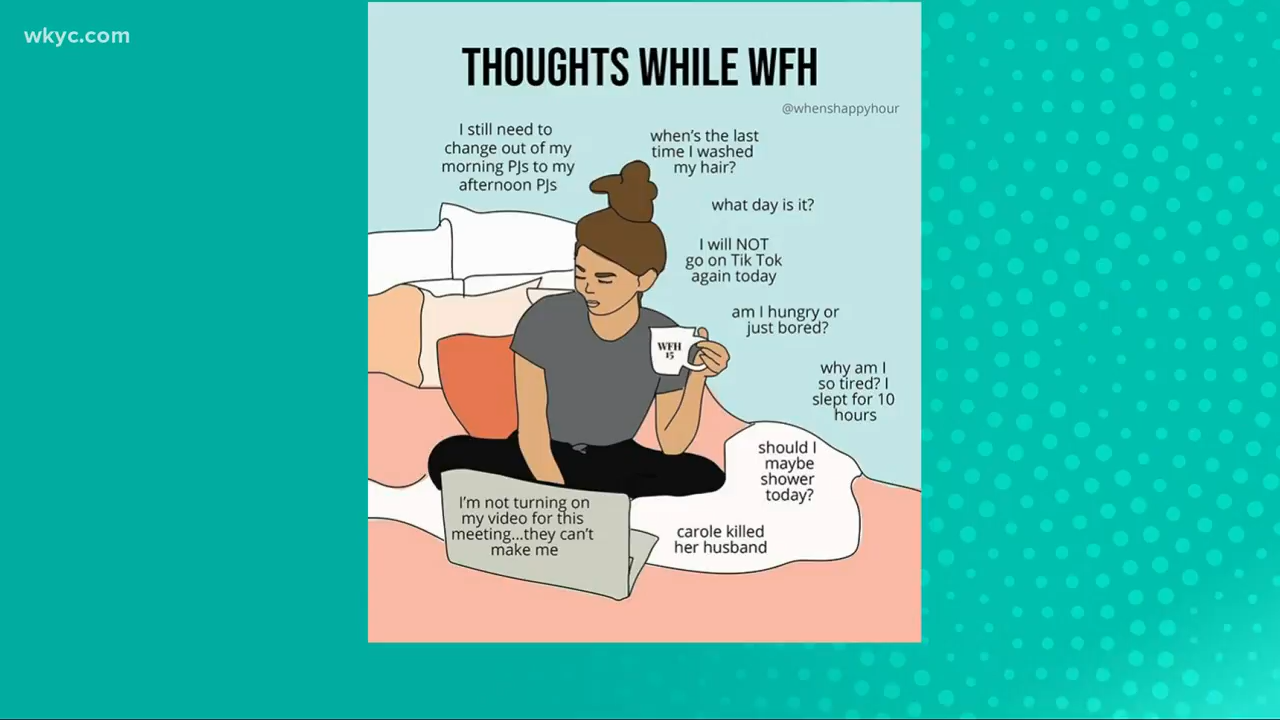 wkyc.com
THOUGHTS WHILE WFH
@whenshappyhour
I still need to
change out of my
morning PJs to my
afternoon PJs
when's the last
time I washed
my hair?
what day is it?
I will NOT
go on Tik Tok
again today
am I hungry or
just bored?
WFH
15
why am I
so tired? I
slept for 10
hours
should I
maybe
shower
today?
I'm not turning on
my video for this
meeting...they can't
make me
carole killed
her husband